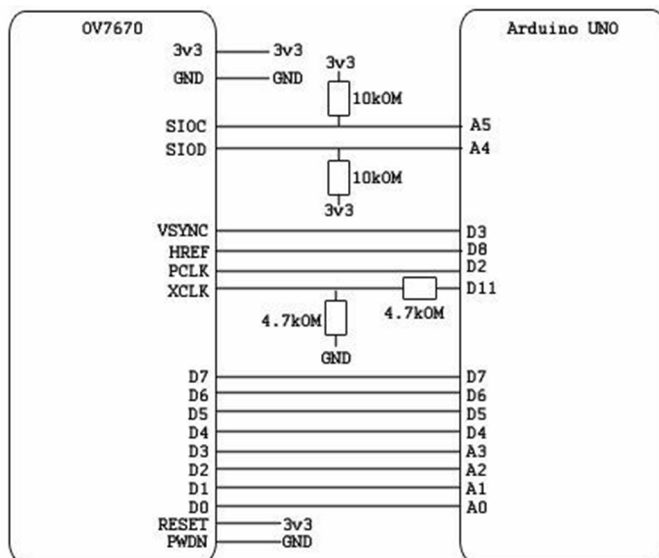 OV7670
Arduino UNO
3v3 3v3
GND GND
3v3
10kOM
SIOC A5
SIOD A4
10kOM
3v3
VSYNC D3
HREF D8
PCLK D2
XCLK D11
4.7kOM 4.7kOM
GND
D7 D7
D6 D6
D5 D5
D4 D4
D3 A3
D2 A2
D1 A1
D0 A0
RESET 3v3
PWDN GND